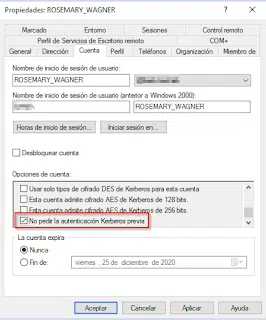 Propiedades: ROSEMARY_WAGNER
Marcado Entorno Sesiones Control remoto
Perfil de Servicios de Escritorio remoto COM+
General Dirección Cuenta Perfil Teléfonos Organización Miembro de
Nombre de inicio de sesión de usuario:
ROSEMARY_WAGNER
Nombre de inicio de sesión de usuario (anterior a Windows 2000):
ROSEMARY_WAGNER
Horas de inicio de sesión... Iniciar sesión en...
Desbloquear cuenta
Opciones de cuenta:
Usar solo tipos de cifrado DES de Kerberos para esta cuenta
Esta cuenta admite cifrado AES de Kerberos de 128 bits.
Esta cuenta admite cifrado AES de Kerberos de 256 bits.
No pedir la autenticación Kerberos previa
La cuenta expira
Nunca
Fin de: viernes , 25 de diciembre de 2020
Aceptar Cancelar Aplicar Ayuda